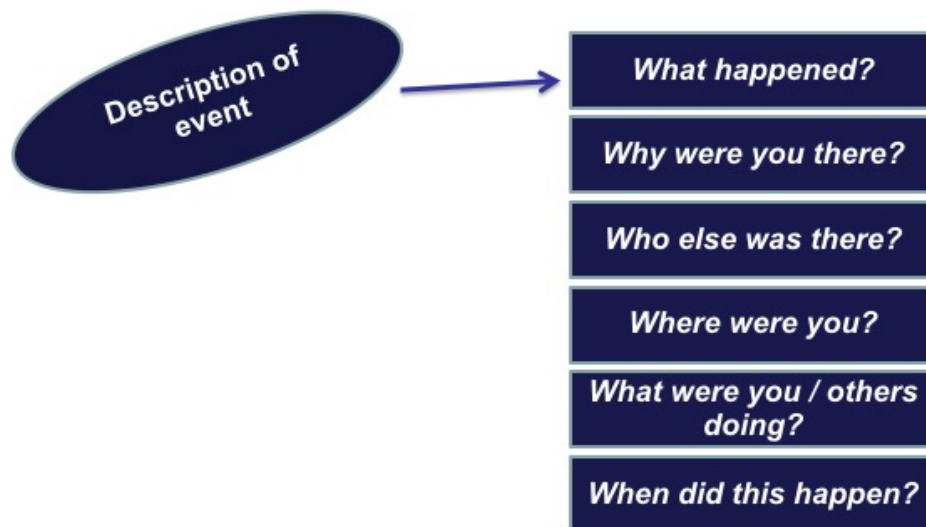 Description of
event
What happened?
Why were you there?
Who else was there?
Where were you?
What were you / others
doing?
When did this happen?